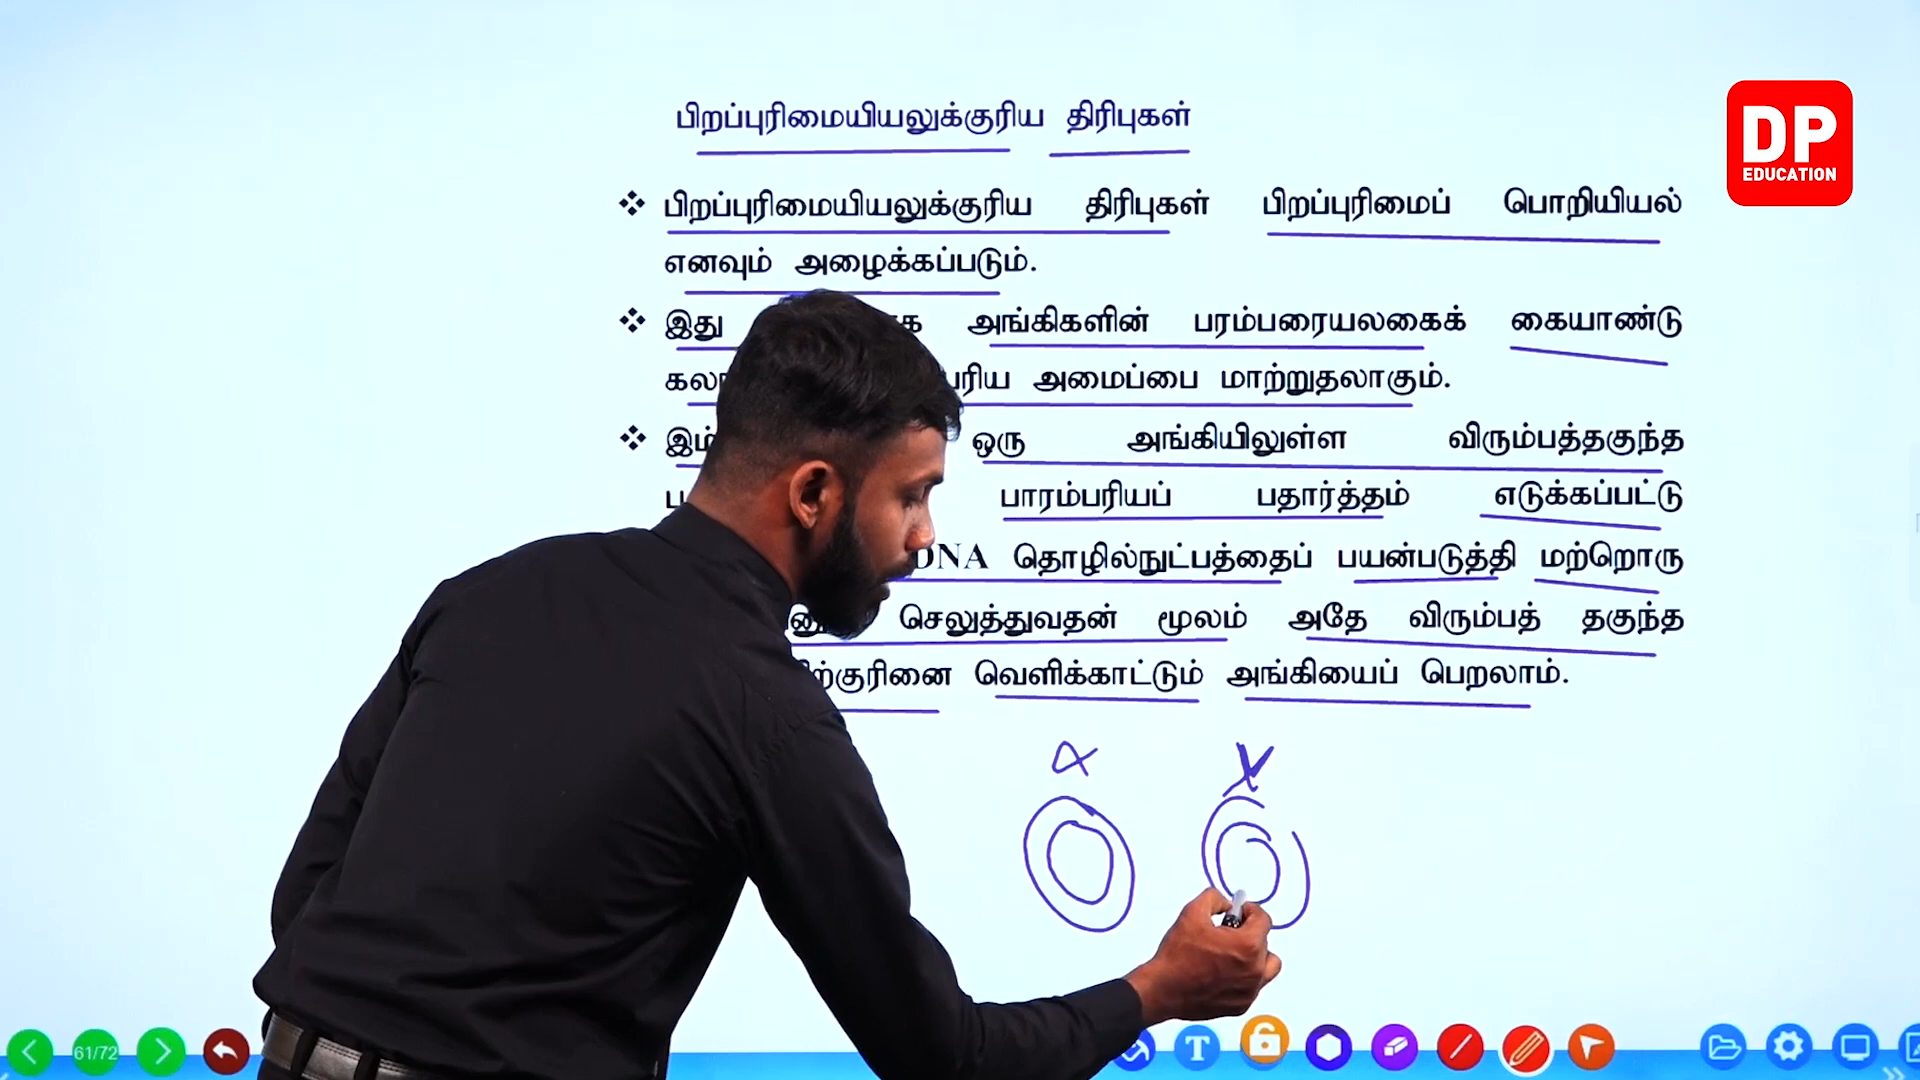 பிறப்புரிமையியலுக்குரிய திரிபுகள்
DP
EDUCATION
❖ பிறப்புரிமையியலுக்குரிய திரிபுகள் பிறப்புரிமைப் பொறியியல்
எனவும் அழைக்கப்படும்.
❖ இது அங்கிகளின் பரம்பரையலகைக் கையாண்டு
அமைப்பை மாற்றுதலாகும்.
❖ ஒரு அங்கியிலுள்ள விரும்பத்தகுந்த
பாரம்பரியப் பதார்த்தம் எடுக்கப்பட்டு
DNA தொழில்நுட்பத்தைப் பயன்படுத்தி மற்றொரு
செலுத்துவதன் மூலம் அதே விரும்பத் தகுந்த
வெளிக்காட்டும் அங்கியைப் பெறலாம்.
61/72
T